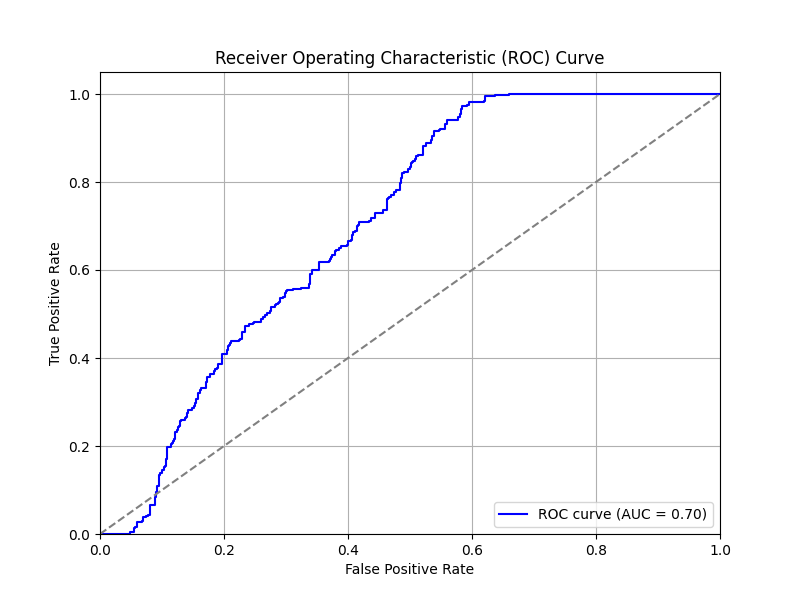 Receiver Operating Characteristic (ROC) Curve
True Positive Rate
1.0
0.8
0.6
0.4
0.2
0.0
ROC curve (AUC = 0.70)
0.0 0.2 0.4 0.6 0.8 1.0
False Positive Rate